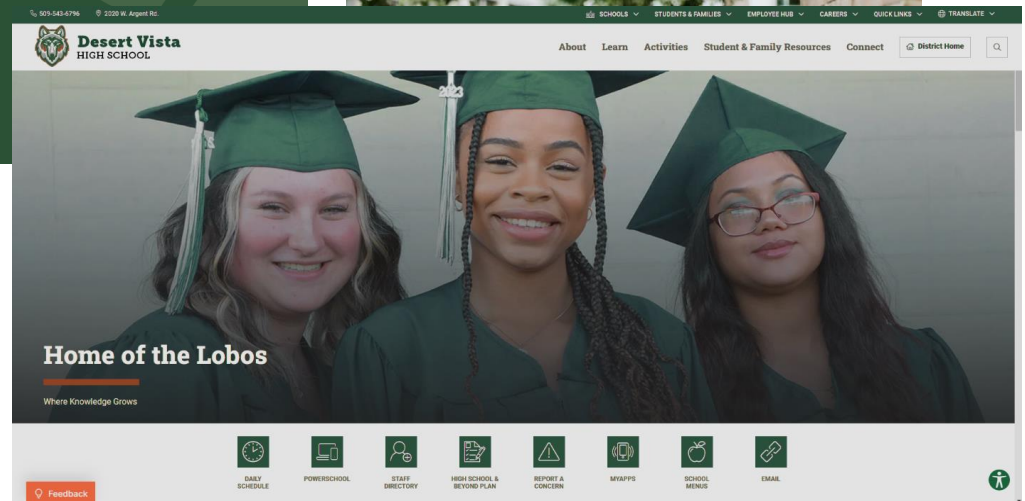 509-543-6796 2020 W. Argent Rd. SCHOOLS STUDENTS & FAMILIES EMPLOYEE HUB CAREERS QUICK LINKS TRANSLATE
Desert Vista
HIGH SCHOOL
About Learn Activities Student & Family Resources Connect District Home
2023
Home of the Lobos
Where Knowledge Grows
DAILY
SCHEDULE
POWERSCHOOL
STAFF
DIRECTORY
HIGH SCHOOL &
BEYOND PLAN
REPORT A
CONCERN
MYAPPS
SCHOOL
MENUS
EMAIL
Feedback